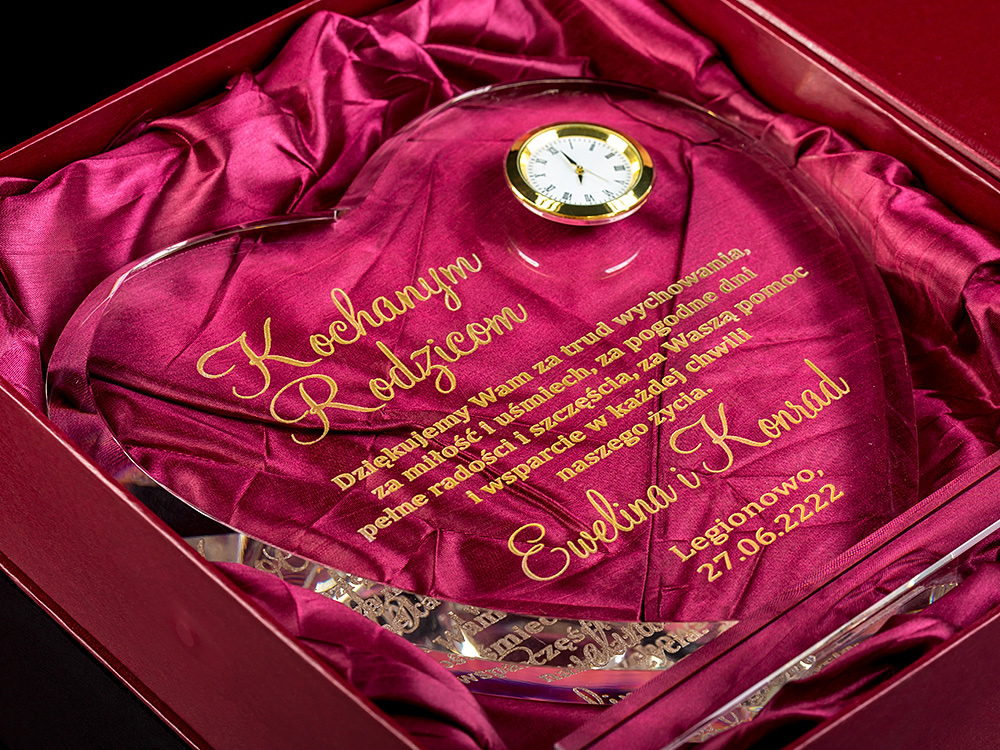 Kochanym
Rodzicom
Dziękujemy Wam za trud wychowania,
za miłość i uśmiech, za pogodne dni
pełne radości i szczęścia, za Waszą pomoc
i wsparcie w każdej chwili
naszego życia.
Ewelina i Konrad
Legionowo,
27.06.2222